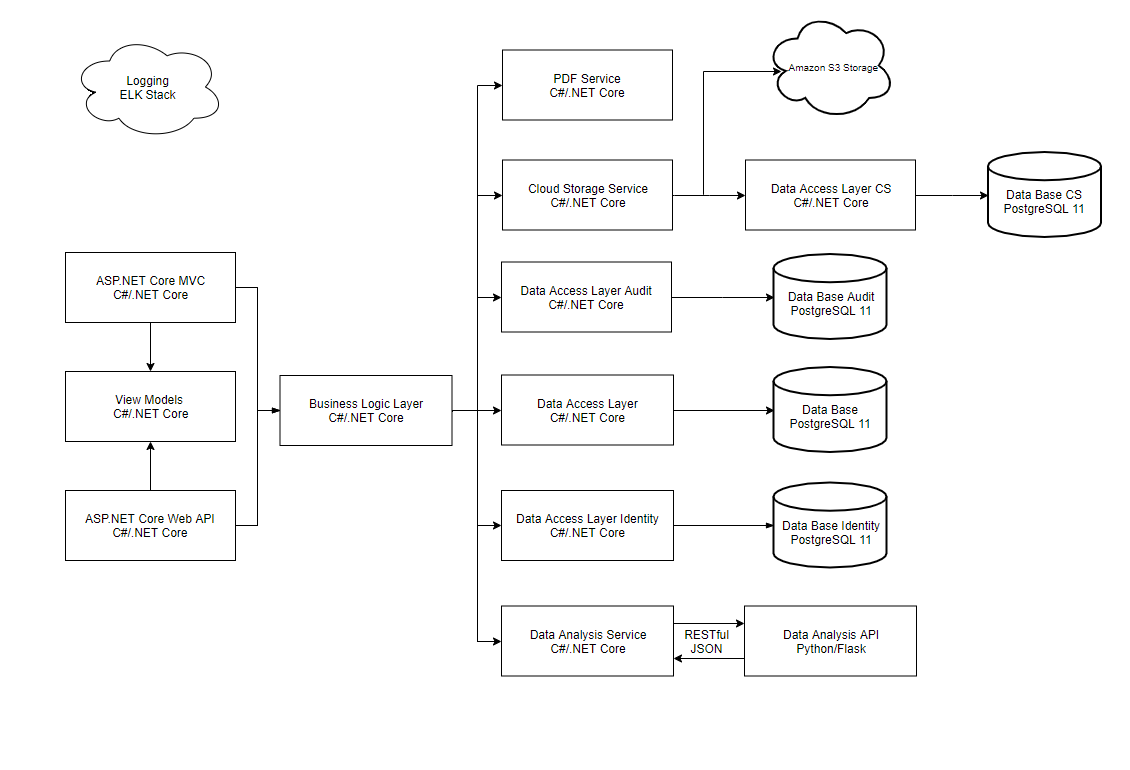 Logging
ELK Stack
PDF Service
C#/.NET Core
Amazon S3 Storage
Cloud Storage Service
C#/.NET Core
Data Access Layer CS
C#/.NET Core
Data Base CS
PostgreSQL 11
ASP.NET Core MVC
C#/.NET Core
Data Access Layer Audit
C#/.NET Core
Data Base Audit
PostgreSQL 11
View Models
C#/.NET Core
Business Logic Layer
C#/.NET Core
Data Access Layer
C#/.NET Core
Data Base
PostgreSQL 11
ASP.NET Core Web API
C#/.NET Core
Data Access Layer Identity
C#/.NET Core
Data Base Identity
PostgreSQL 11
Data Analysis Service
C#/.NET Core
RESTful
JSON
Data Analysis API
Python/Flask